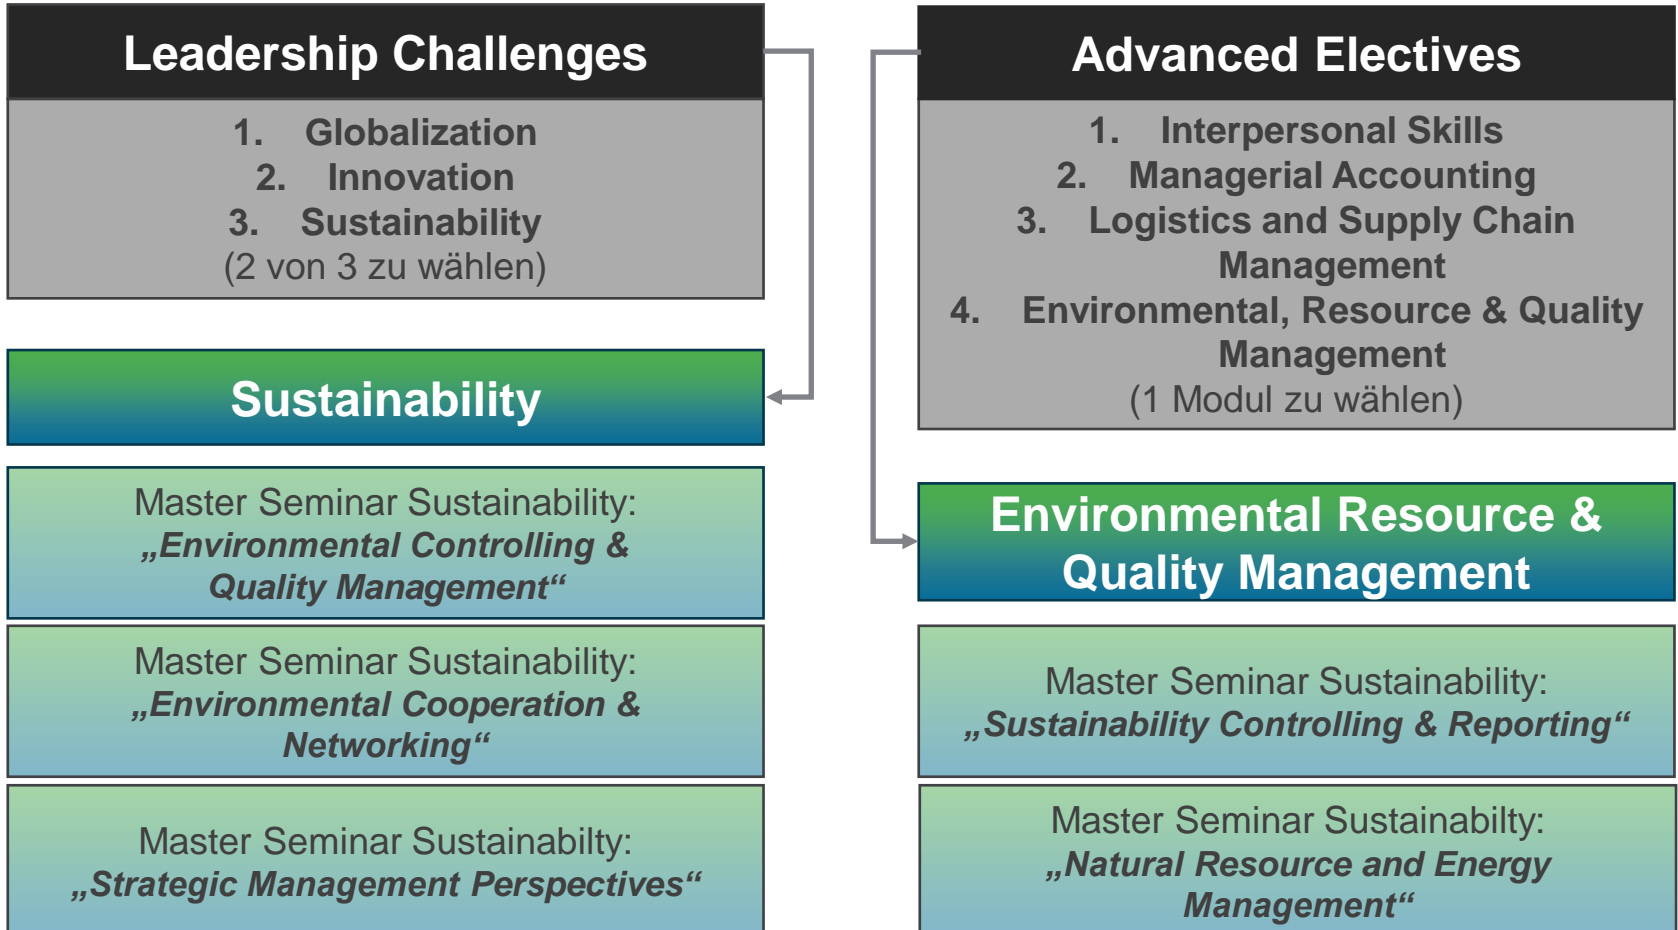 Leadership Challenges
1. Globalization
2. Innovation
3. Sustainability
(2 von 3 zu wählen)
Sustainability
Master Seminar Sustainability:
„Environmental Controlling &
Quality Management“
Master Seminar Sustainability:
„Environmental Cooperation &
Networking“
Master Seminar Sustainabilty:
„Strategic Management Perspectives“
Advanced Electives
1. Interpersonal Skills
2. Managerial Accounting
3. Logistics and Supply Chain
Management
4. Environmental, Resource & Quality
Management
(1 Modul zu wählen)
Environmental Resource &
Quality Management
Master Seminar Sustainability:
„Sustainability Controlling & Reporting“
Master Seminar Sustainabilty:
„Natural Resource and Energy
Management“